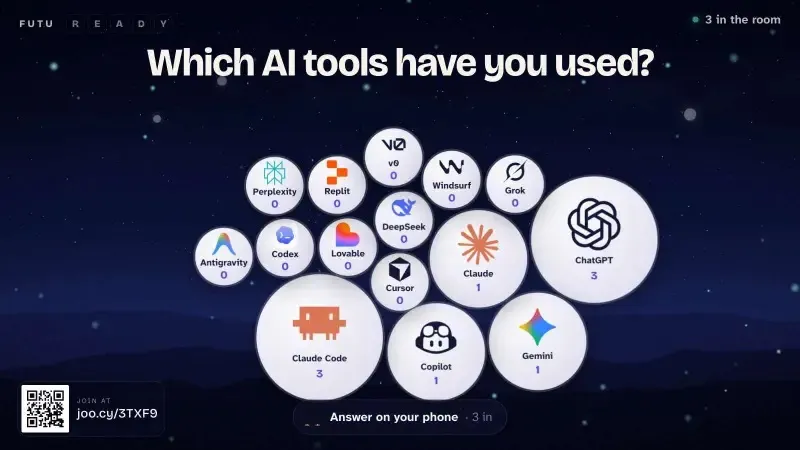 FUTU READY
3 in the room
Which AI tools have you used?
v0
0
Perplexity
0
Replit
0
Windsurf
0
Grok
0
DeepSeek
0
ChatGPT
3
Antigravity
0
Codex
0
Lovable
0
Claude
1
Cursor
0
Claude Code
3
Copilot
1
Gemini
1
JOIN AT
joo.cy/3TXF9
Answer on your phone · 3 in